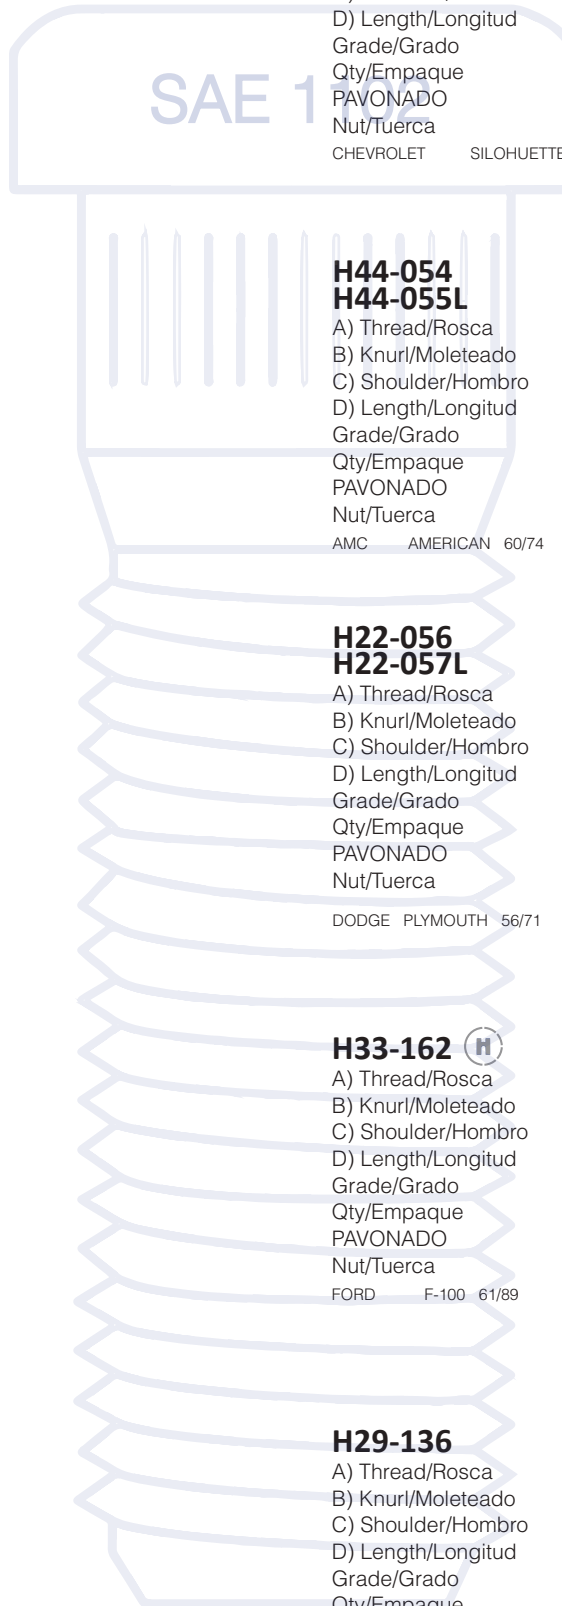 D) Length/Longitud
Grade/Grado
Qty/Empaque
SAE 1102
PAVONADO
Nut/Tuerca
CHEVROLET SILOHUETTE
H44-054
H44-055L
A) Thread/Rosca
B) Knurl/Moleteado
C) Shoulder/Hombro
D) Length/Longitud
Grade/Grado
Qty/Empaque
PAVONADO
Nut/Tuerca
AMC AMERICAN 60/74
H22-056
H22-057L
A) Thread/Rosca
B) Knurl/Moleteado
C) Shoulder/Hombro
D) Length/Longitud
Grade/Grado
Qty/Empaque
PAVONADO
Nut/Tuerca
DODGE PLYMOUTH 56/71
H33-162 H
A) Thread/Rosca
B) Knurl/Moleteado
C) Shoulder/Hombro
D) Length/Longitud
Grade/Grado
Qty/Empaque
PAVONADO
Nut/Tuerca
FORD F-100 61/89
H29-136
A) Thread/Rosca
B) Knurl/Moleteado
C) Shoulder/Hombro
D) Length/Longitud
Grade/Grado
Qty/Empaque